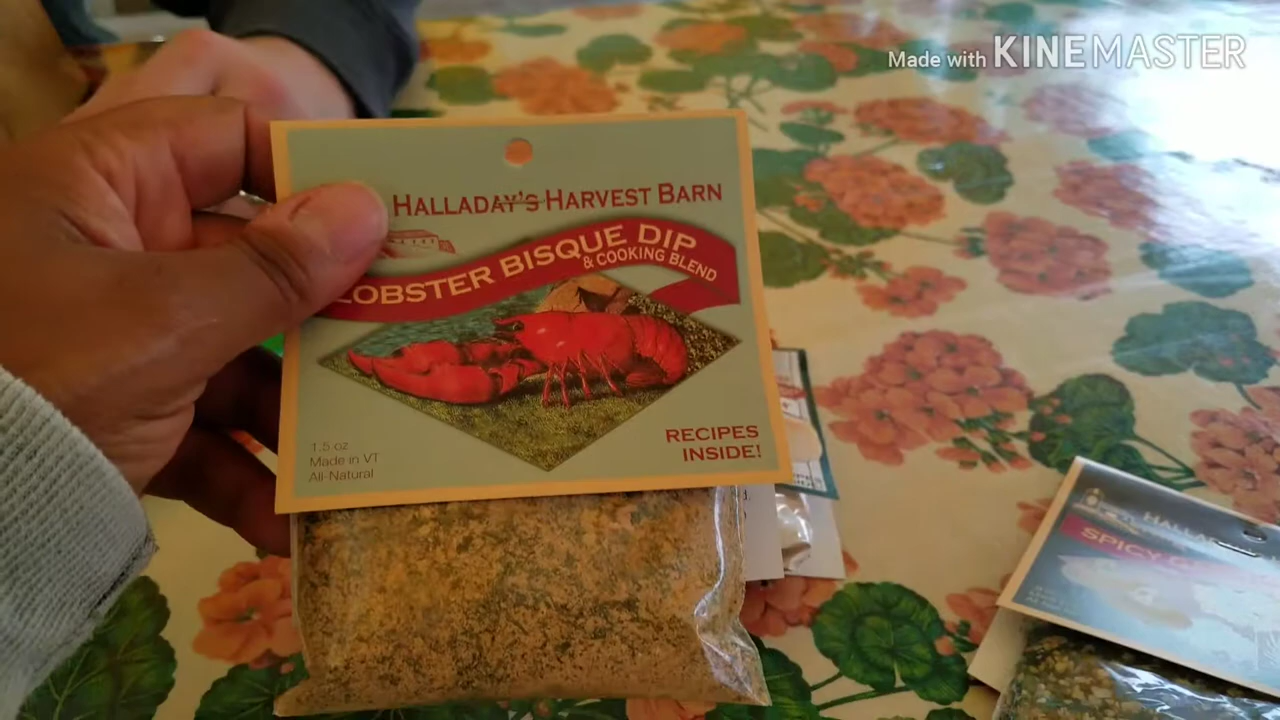 Made with KINEMASTER
HALLADAY'S HARVEST BARN
LOBSTER BISQUE DIP
& COOKING BLEND
1.5 oz
Made in VT
All-Natural
RECIPES
INSIDE!
SPICY